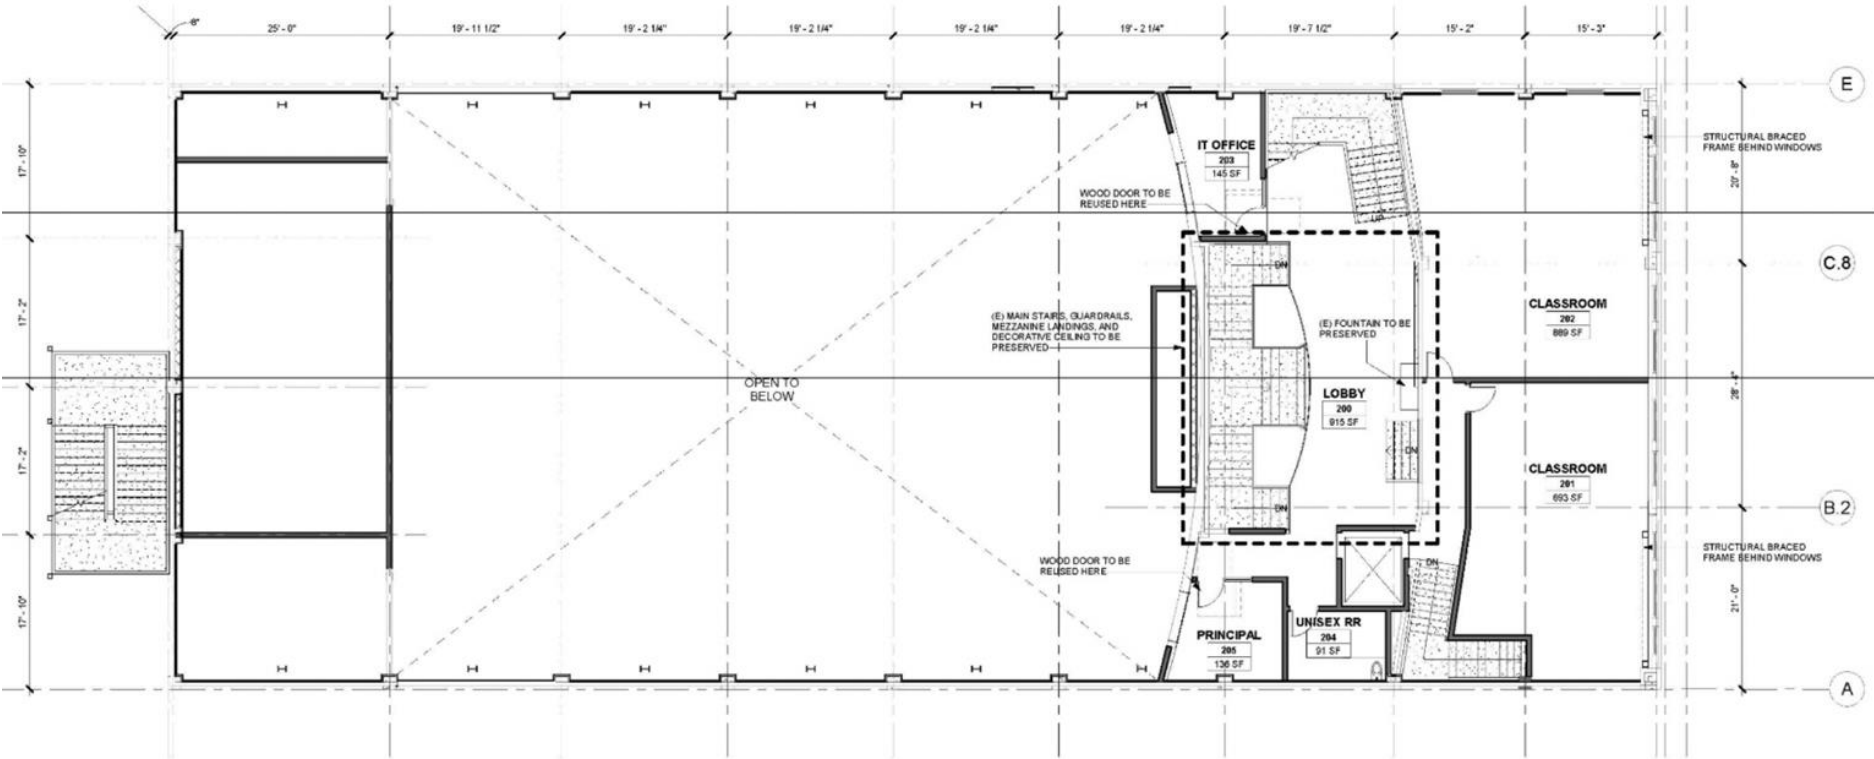 8"
25' - 0"
19' - 11 1/2"
19' - 2 1/4"
19' - 2 1/4"
19' - 2 1/4"
19' - 2 1/4"
19' - 7 1/2"
15' - 2"
15' - 3"
E
17' - 10"
IT OFFICE
203
145 SF
STRUCTURAL BRACED
FRAME BEHIND WINDOWS
20' - 8"
WOOD DOOR TO BE
REUSED HERE
UP
DN
C.8
17' - 2"
(E) MAIN STAIRS, GUARDRAILS,
MEZZANINE LANDINGS, AND
DECORATIVE CEILING TO BE
PRESERVED
(E) FOUNTAIN TO BE
PRESERVED
CLASSROOM
202
889 SF
OPEN TO
BELOW
LOBBY
200
915 SF
28' - 4"
17' - 2"
DN
CLASSROOM
201
693 SF
DN
B.2
WOOD DOOR TO BE
REUSED HERE
DN
STRUCTURAL BRACED
FRAME BEHIND WINDOWS
17' - 10"
21' - 0"
PRINCIPAL
205
136 SF
UNISEX RR
204
91 SF
A